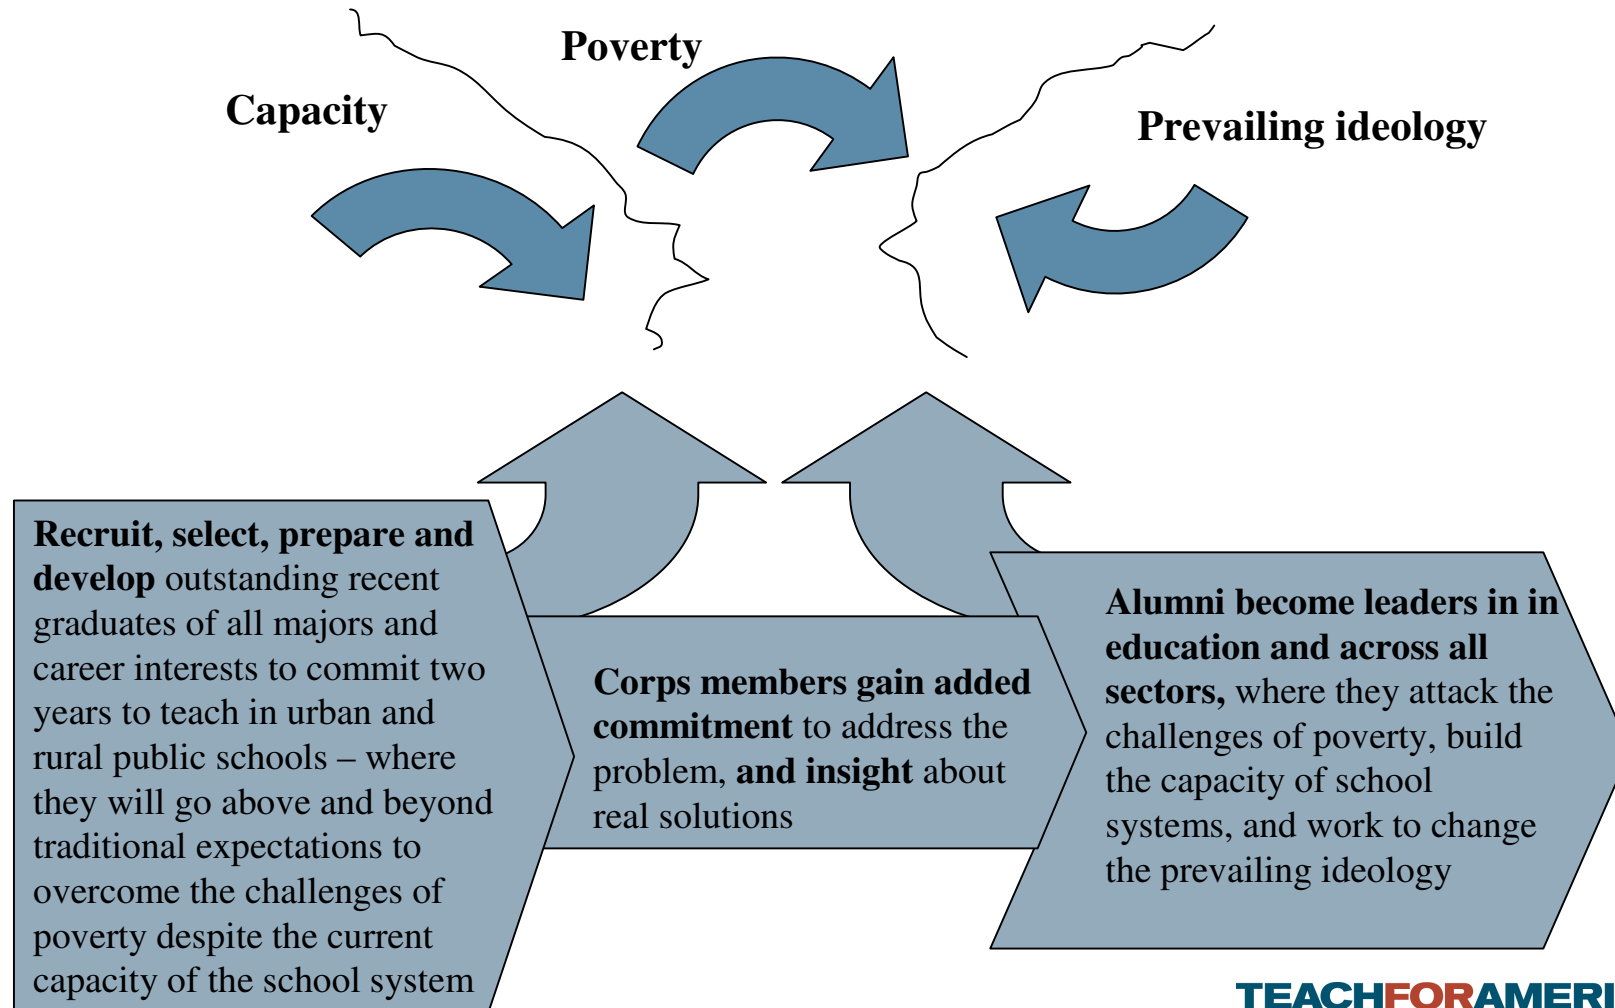 Poverty
Capacity
Prevailing ideology
Recruit, select, prepare and
develop outstanding recent
graduates of all majors and
career interests to commit two
years to teach in urban and
rural public schools – where
they will go above and beyond
traditional expectations to
overcome the challenges of
poverty despite the current
capacity of the school system
Corps members gain added
commitment to address the
problem, and insight about
real solutions
Alumni become leaders in in
education and across all
sectors, where they attack the
challenges of poverty, build
the capacity of school
systems, and work to change
the prevailing ideology
TEACHFORAMERI